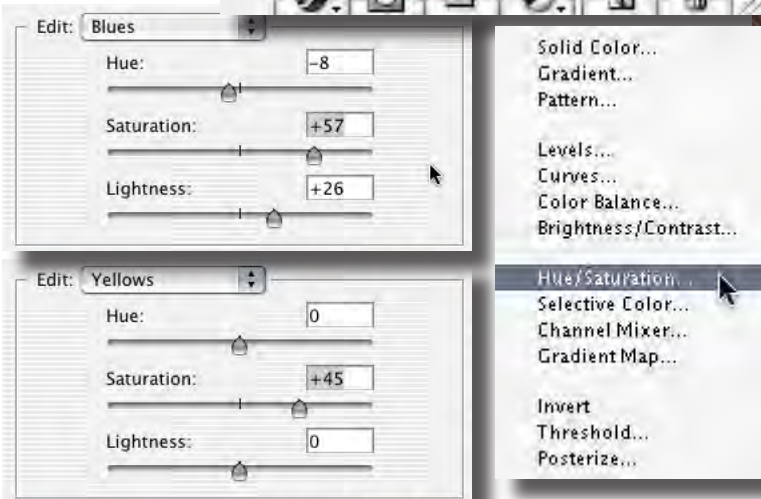 Edit: Blues
Hue: -8
Saturation: +57
Lightness: +26
Edit: Yellows
Hue: 0
Saturation: +45
Lightness: 0
Solid Color...
Gradient...
Pattern...
Levels...
Curves...
Color Balance...
Brightness/Contrast...
Hue/Saturation...
Selective Color...
Channel Mixer...
Gradient Map...
Invert
Threshold...
Posterize...